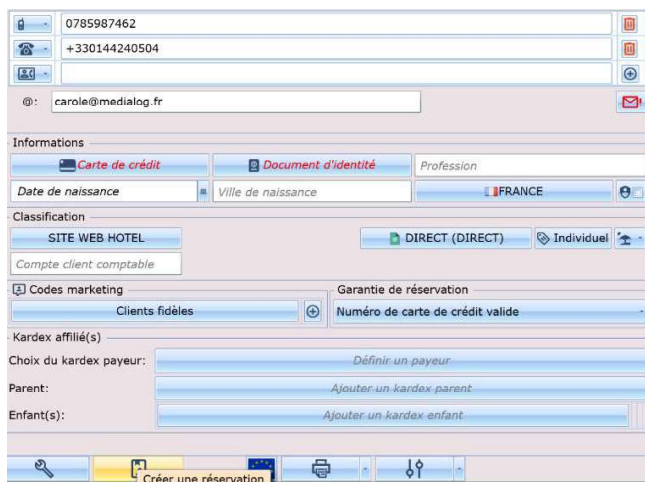 0785987462
+330144240504
@: carole@medialog.fr
Informations
Carte de crédit Document d'identité Profession
Date de naissance Ville de naissance FRANCE
Classification
SITE WEB HOTEL DIRECT (DIRECT) Individuel
Compte client comptable
Codes marketing Garantie de réservation
Clients fidèles Numéro de carte de crédit valide
Kardex affilié(s)
Choix du kardex payeur: Définir un payeur
Parent: Ajouter un kardex parent
Enfant(s): Ajouter un kardex enfant
Créer une réservation